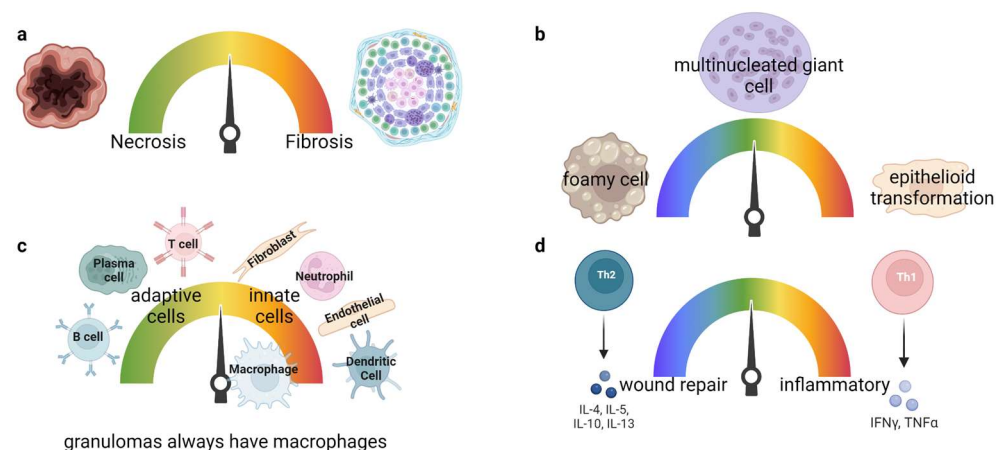 a
Necrosis
Fibrosis
b
multinucleated giant
cell
foamy cell
epithelioid
transformation
c
T cell
Plasma
cell
Fibroblast
Neutrophil
adaptive
cells
innate
cells
B cell
Endothelial
cell
Macrophage
Dendritic
Cell
granulomas always have macrophages
d
Th2
Th1
wound repair
inflammatory
IL-4, IL-5,
IL-10, IL-13
IFNγ, TNFα